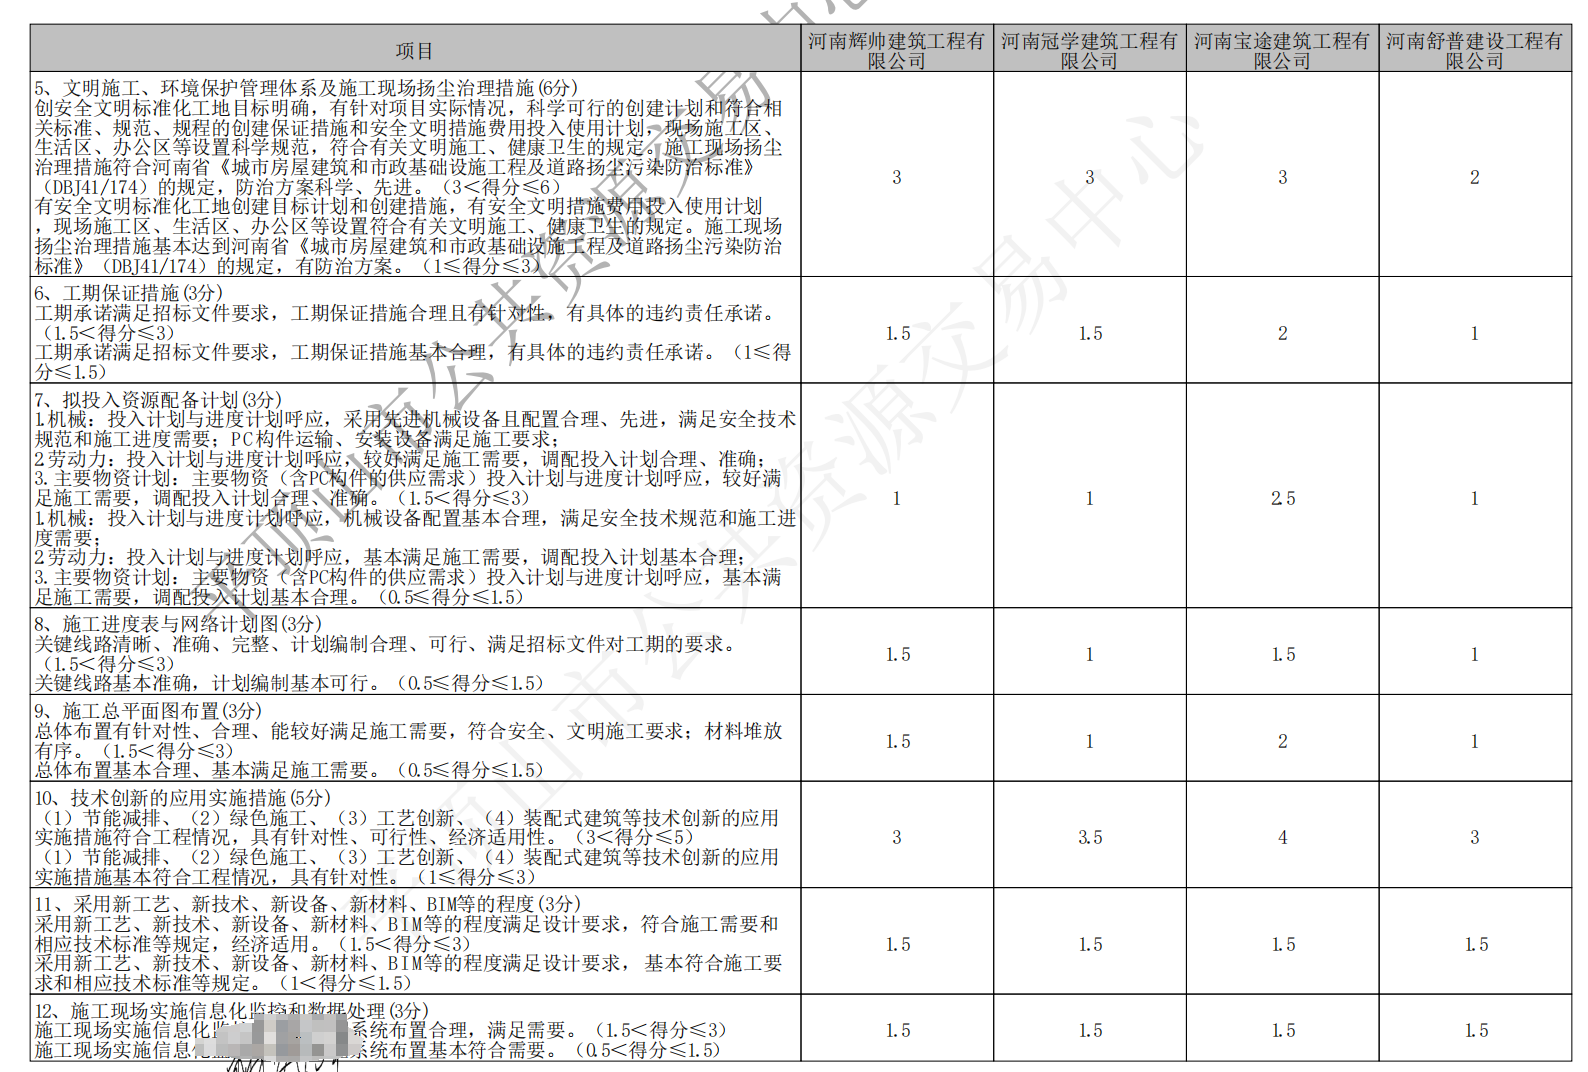 项目
河南辉帅建筑工程有
限公司
河南冠学建筑工程有
限公司
河南宝途建筑工程有
限公司
河南舒普建设工程有
限公司
5、文明施工、环境保护管理体系及施工现场扬尘治理措施(6分)
创安全文明标准化工地目标明确，有针对项目实际情况，科学可行的创建计划和符合相
关标准、规范、规程的创建保证措施和安全文明措施费用投入使用计划，现场施工区、
生活区、办公区等设置科学规范，符合有关文明施工、健康卫生的规定。施工现场扬尘
治理措施符合河南省《城市房屋建筑和市政基础设施工程及道路扬尘污染防治标准》
（DBJ41/174）的规定，防治方案科学、先进。（3＜得分≤6）
有安全文明标准化工地创建目标计划和创建措施，有安全文明措施费用投入使用计划
，现场施工区、生活区、办公区等设置符合有关文明施工、健康卫生的规定。施工现场
扬尘治理措施基本达到河南省《城市房屋建筑和市政基础设施工程及道路扬尘污染防治
标准》（DBJ41/174）的规定，有防治方案。（1≤得分≤3）
3
3
3
2
6、工期保证措施(3分)
工期承诺满足招标文件要求，工期保证措施合理且有针对性，有具体的违约责任承诺。
（1.5＜得分≤3）
工期承诺满足招标文件要求，工期保证措施基本合理，有具体的违约责任承诺。（1≤得
分≤1.5）
1.5
1.5
2
1
7、拟投入资源配备计划(3分)
1.机械：投入计划与进度计划呼应，采用先进机械设备且配置合理、先进，满足安全技术
规范和施工进度需要；PC构件运输、安装设备满足施工要求；
2.劳动力：投入计划与进度计划呼应，较好满足施工需要，调配投入计划合理、准确；
3.主要物资计划：主要物资（含PC构件的供应需求）投入计划与进度计划呼应，较好满
足施工需要，调配投入计划合理、准确。（1.5＜得分≤3）
1.机械：投入计划与进度计划呼应，机械设备配置基本合理，满足安全技术规范和施工进
度需要；
2.劳动力：投入计划与进度计划呼应，基本满足施工需要，调配投入计划基本合理；
3.主要物资计划：主要物资（含PC构件的供应需求）投入计划与进度计划呼应，基本满
足施工需要，调配投入计划基本合理。（0.5≤得分≤1.5）
1
1
2.5
1
8、施工进度表与网络计划图(3分)
关键线路清晰、准确、完整、计划编制合理、可行、满足招标文件对工期的要求。
（1.5＜得分≤3）
关键线路基本准确，计划编制基本可行。（0.5≤得分≤1.5）
1.5
1
1.5
1
9、施工总平面图布置(3分)
总体布置有针对性、合理、能较好满足施工需要，符合安全、文明施工要求；材料堆放
有序。（1.5＜得分≤3）
总体布置基本合理、基本满足施工需要。（0.5≤得分≤1.5）
1.5
1
2
1
10、技术创新的应用实施措施(5分)
（1）节能减排、（2）绿色施工、（3）工艺创新、（4）装配式建筑等技术创新的应用
实施措施符合工程情况，具有针对性、可行性、经济适用性。（3＜得分≤5）
（1）节能减排、（2）绿色施工、（3）工艺创新、（4）装配式建筑等技术创新的应用
实施措施基本符合工程情况，具有针对性。（1≤得分≤3）
3
3.5
4
3
11、采用新工艺、新技术、新设备、新材料、BIM等的程度(3分)
采用新工艺、新技术、新设备、新材料、BIM等的程度满足设计要求，符合施工需要和
相应技术标准等规定，经济适用。（1.5＜得分≤3）
采用新工艺、新技术、新设备、新材料、BIM等的程度满足设计要求， 基本符合施工要
求和相应技术标准等规定。（1＜得分≤1.5）
1.5
1.5
1.5
1.5
12、施工现场实施信息化监控和数据处理(3分)
施工现场实施信息化监 系统布置合理，满足需要。（1.5＜得分≤3）
施工现场实施信息化 系统布置基本符合需要。（0.5≤得分≤1.5）
1.5
1.5
1.5
1.5
平顶山市公共资源交易中心
平顶山市公共资源交易中心